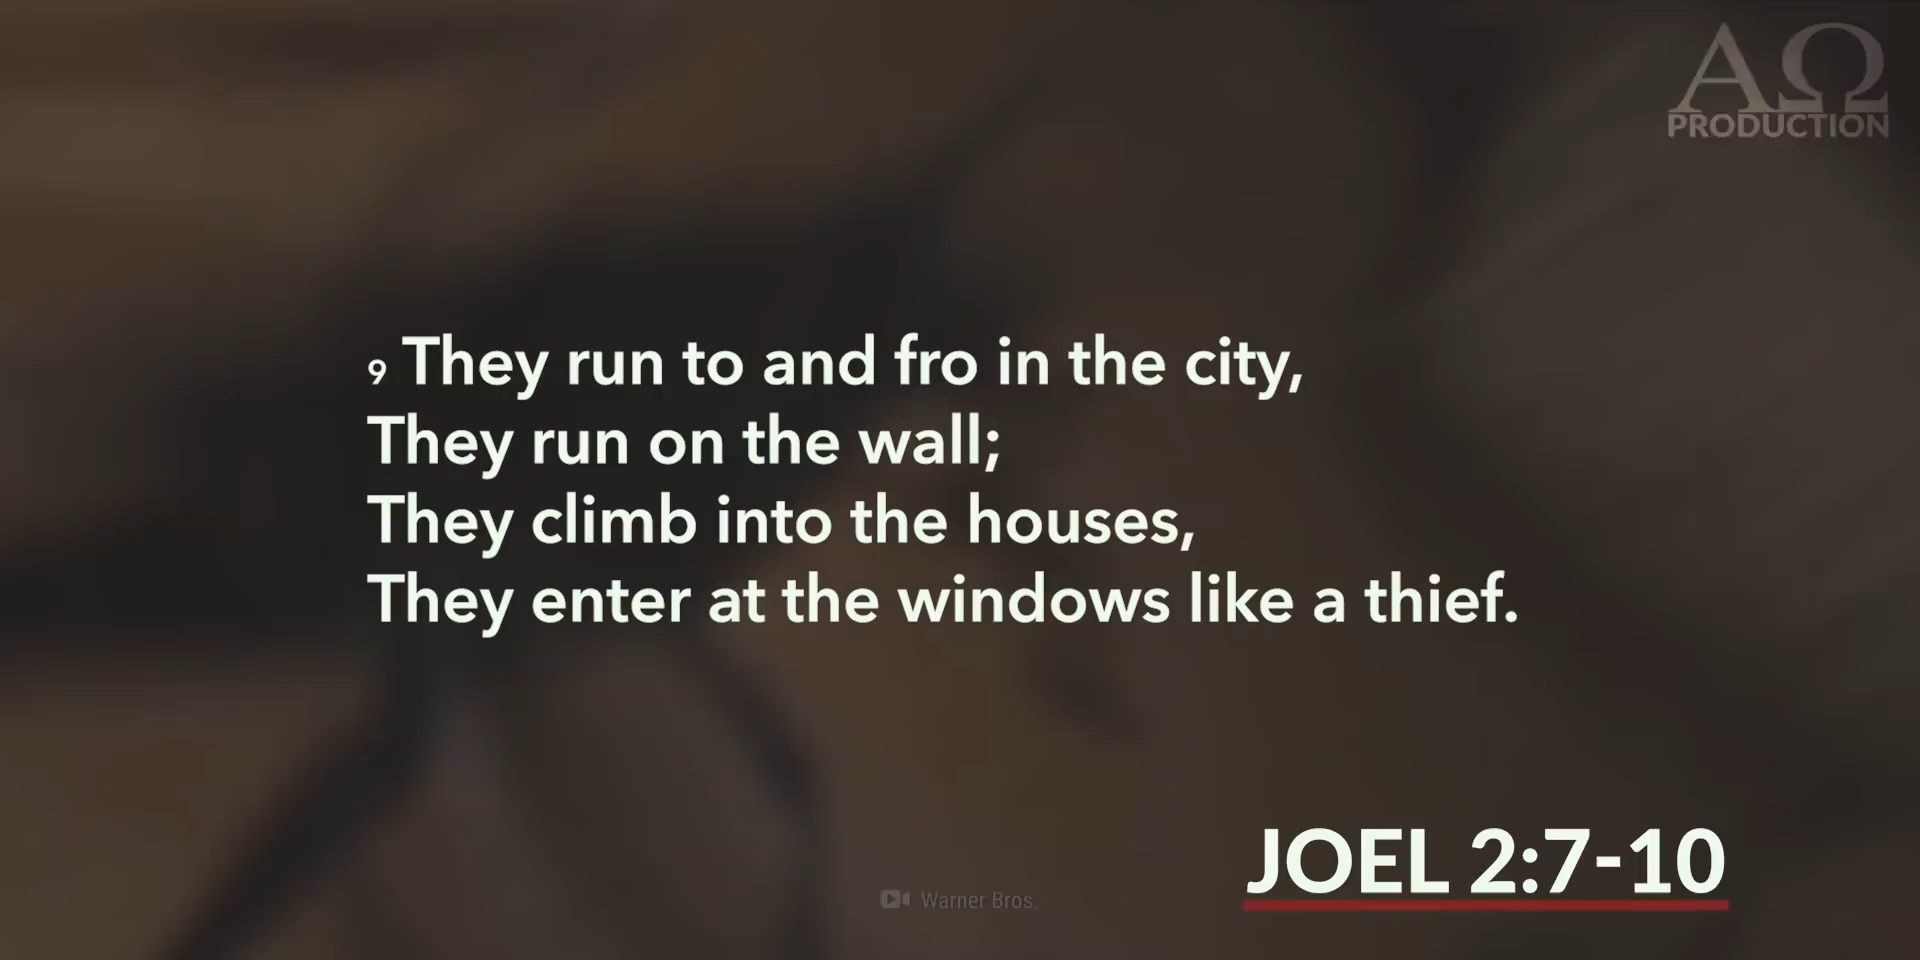 ΑΩ
PRODUCTION
9 They run to and fro in the city,
They run on the wall;
They climb into the houses,
They enter at the windows like a thief.
JOEL 2:7-10
Warner Bros.